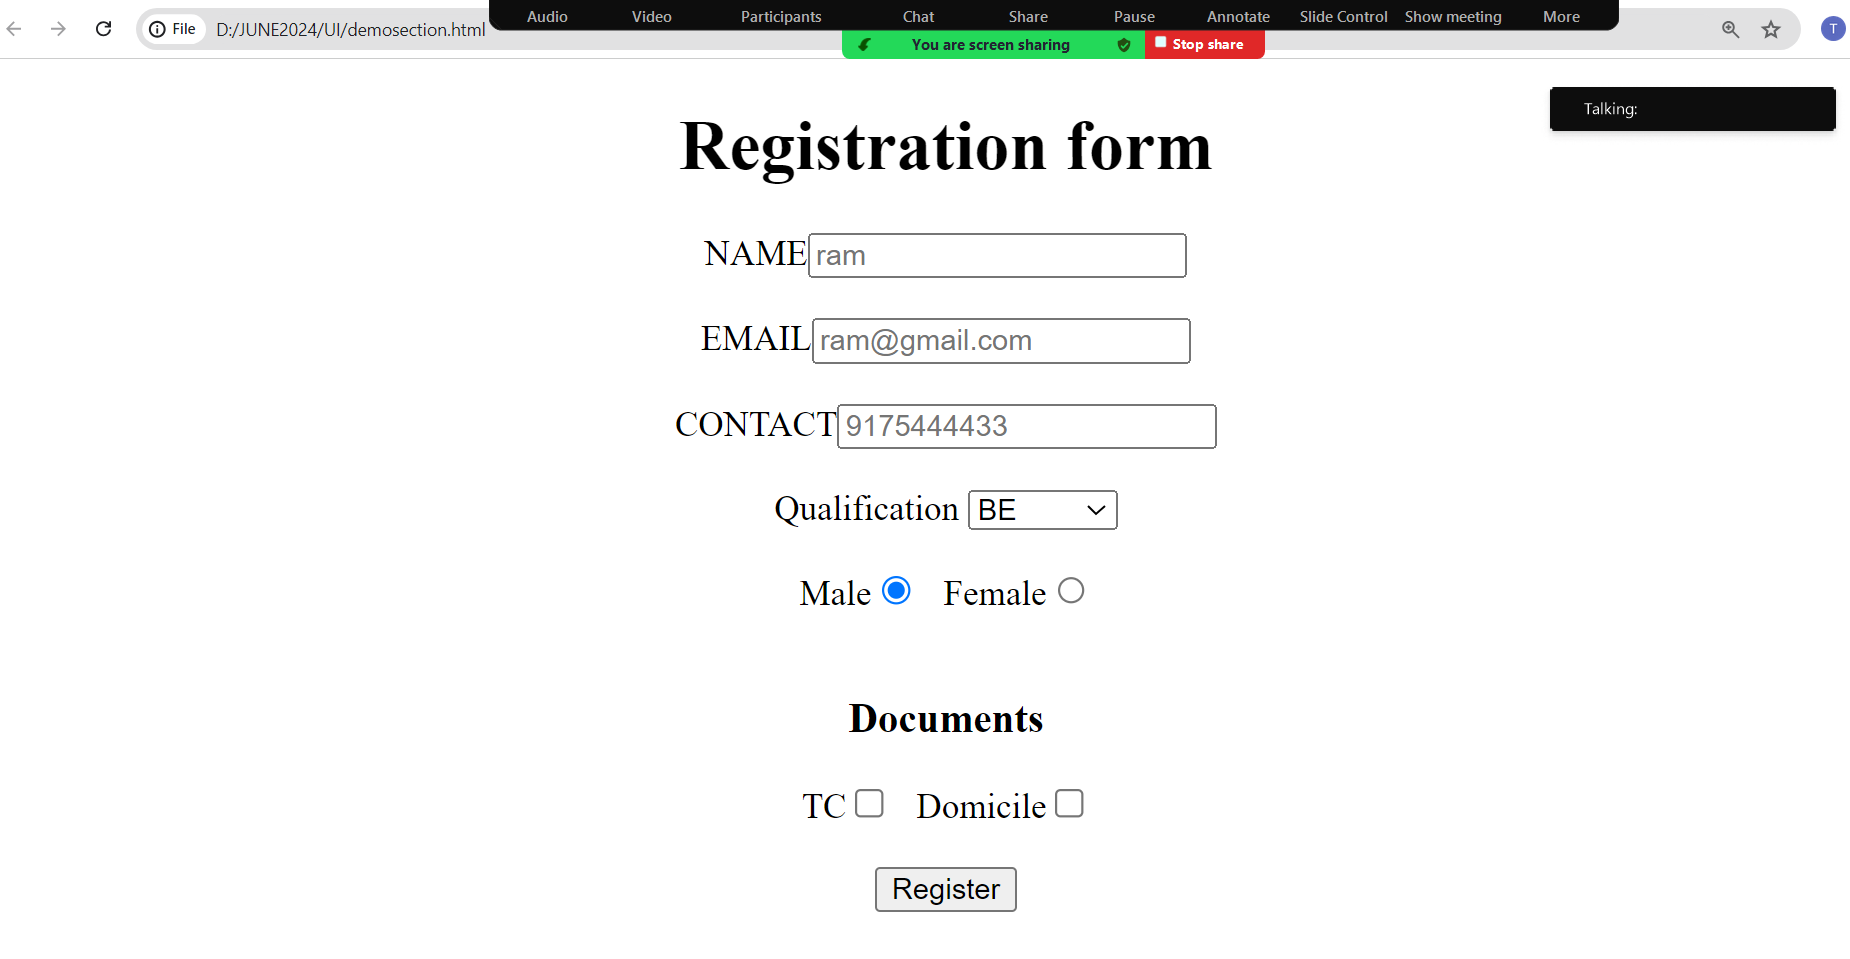 Audio Video Participants Chat Share Pause Annotate Slide Control Show meeting More
File D:/JUNE2024/UI/demosection.html
T
You are screen sharing Stop share
Talking:
Registration form
NAME ram
EMAIL ram@gmail.com
CONTACT 9175444433
Qualification BE
Male Female
Documents
TC Domicile
Register